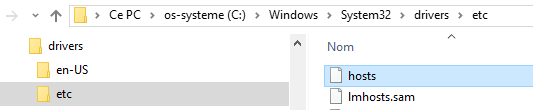 Ce PC > os-systeme (C:) > Windows > System32 > drivers > etc
drivers
Nom
en-US
hosts
etc
lmhosts.sam